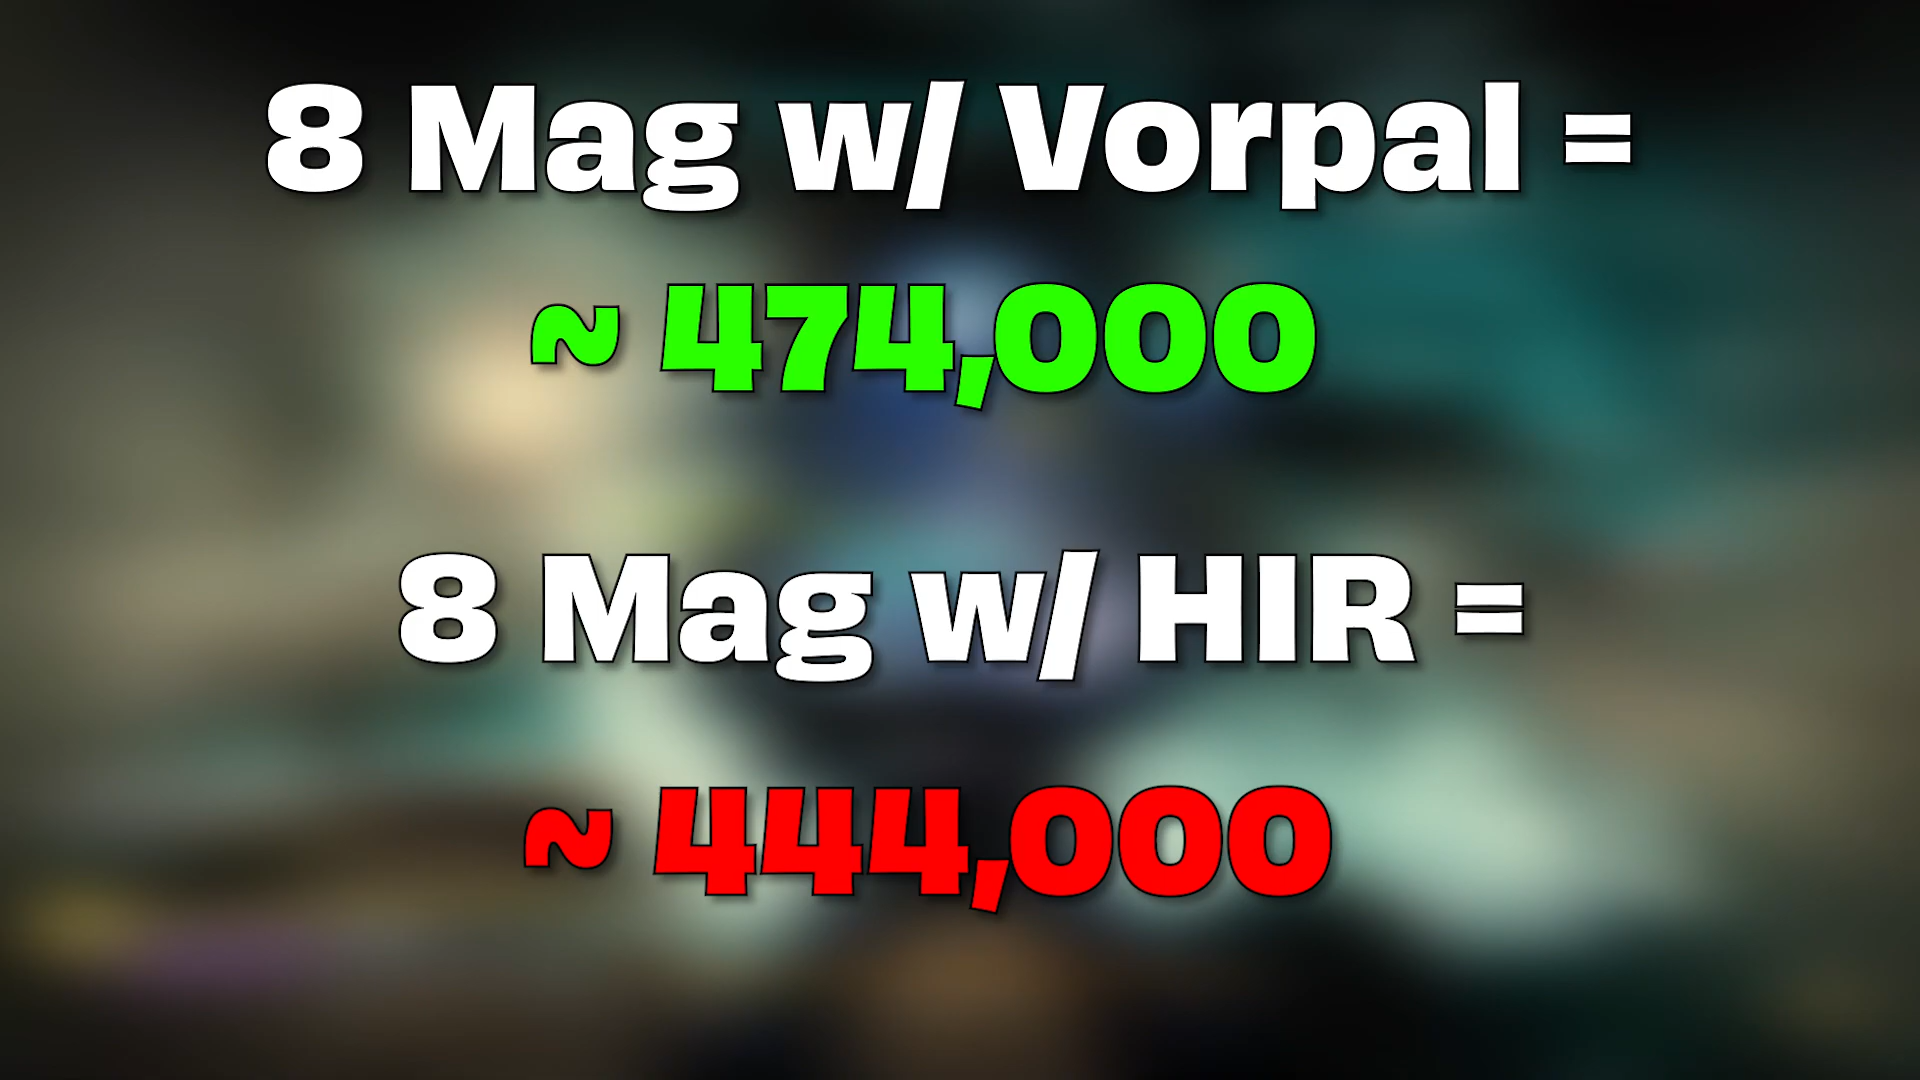 8 Mag w/ Vorpal =
~ 474,000
8 Mag w/ HIR =
~ 444,000